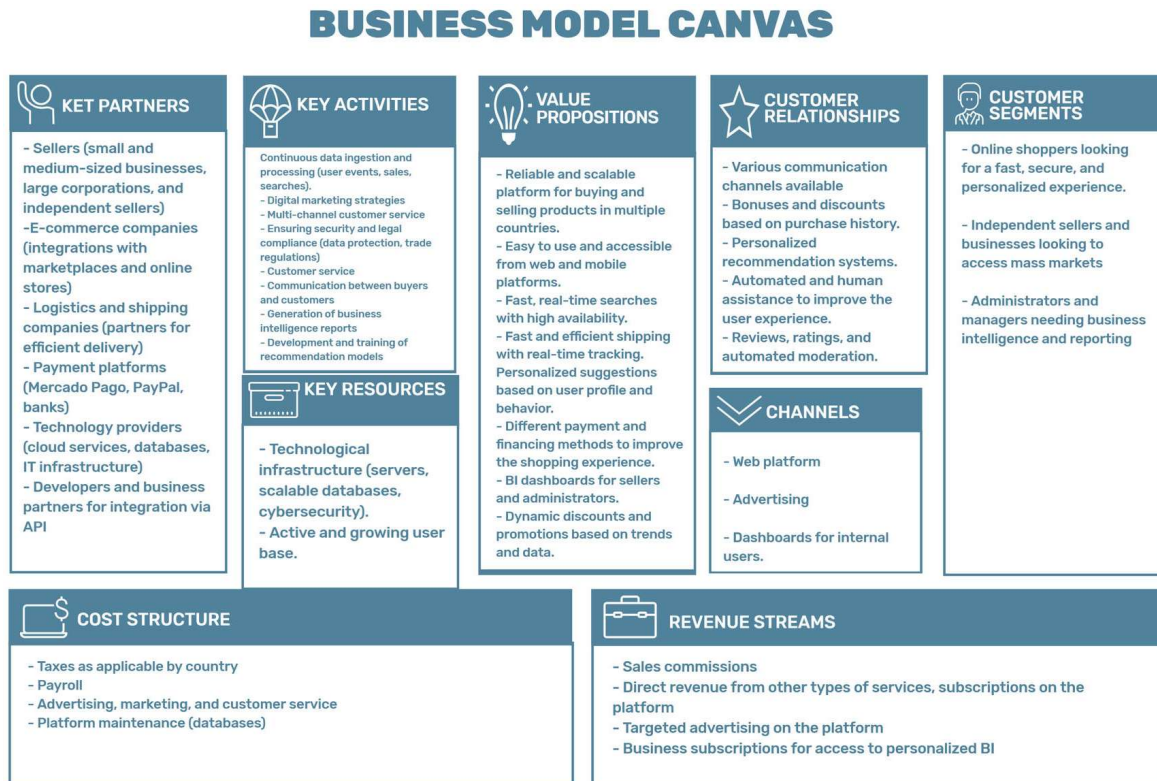 BUSINESS MODEL CANVAS
KET PARTNERS
- Sellers (small and
medium-sized businesses,
large corporations, and
independent sellers)
-E-commerce companies
(integrations with
marketplaces and online
stores)
- Logistics and shipping
companies (partners for
efficient delivery)
- Payment platforms
(Mercado Pago, PayPal,
banks)
- Technology providers
(cloud services, databases,
IT infrastructure)
- Developers and business
partners for integration via
API
KEY ACTIVITIES
Continuous data ingestion and
processing (user events, sales,
searches).
- Digital marketing strategies
- Multi-channel customer service
- Ensuring security and legal
compliance (data protection, trade
regulations)
- Customer service
- Communication between buyers
and customers
- Generation of business
intelligence reports
- Development and training of
recommendation models
KEY RESOURCES
- Technological
infrastructure (servers,
scalable databases,
cybersecurity).
- Active and growing user
base.
VALUE
PROPOSITIONS
- Reliable and scalable
platform for buying and
selling products in multiple
countries.
- Easy to use and accessible
from web and mobile
platforms.
- Fast, real-time searches
with high availability.
- Fast and efficient shipping
with real-time tracking.
Personalized suggestions
based on user profile and
behavior.
- Different payment and
financing methods to improve
the shopping experience.
- BI dashboards for sellers
and administrators.
- Dynamic discounts and
promotions based on trends
and data.
CUSTOMER
RELATIONSHIPS
- Various communication
channels available
- Bonuses and discounts
based on purchase history.
- Personalized
recommendation systems.
- Automated and human
assistance to improve the
user experience.
- Reviews, ratings, and
automated moderation.
CHANNELS
- Web platform
- Advertising
- Dashboards for internal
users.
CUSTOMER
SEGMENTS
- Online shoppers looking
for a fast, secure, and
personalized experience.
- Independent sellers and
businesses looking to
access mass markets
- Administrators and
managers needing business
intelligence and reporting
$ COST STRUCTURE
- Taxes as applicable by country
- Payroll
- Advertising, marketing, and customer service
- Platform maintenance (databases)
REVENUE STREAMS
- Sales commissions
- Direct revenue from other types of services, subscriptions on the
platform
- Targeted advertising on the platform
- Business subscriptions for access to personalized BI